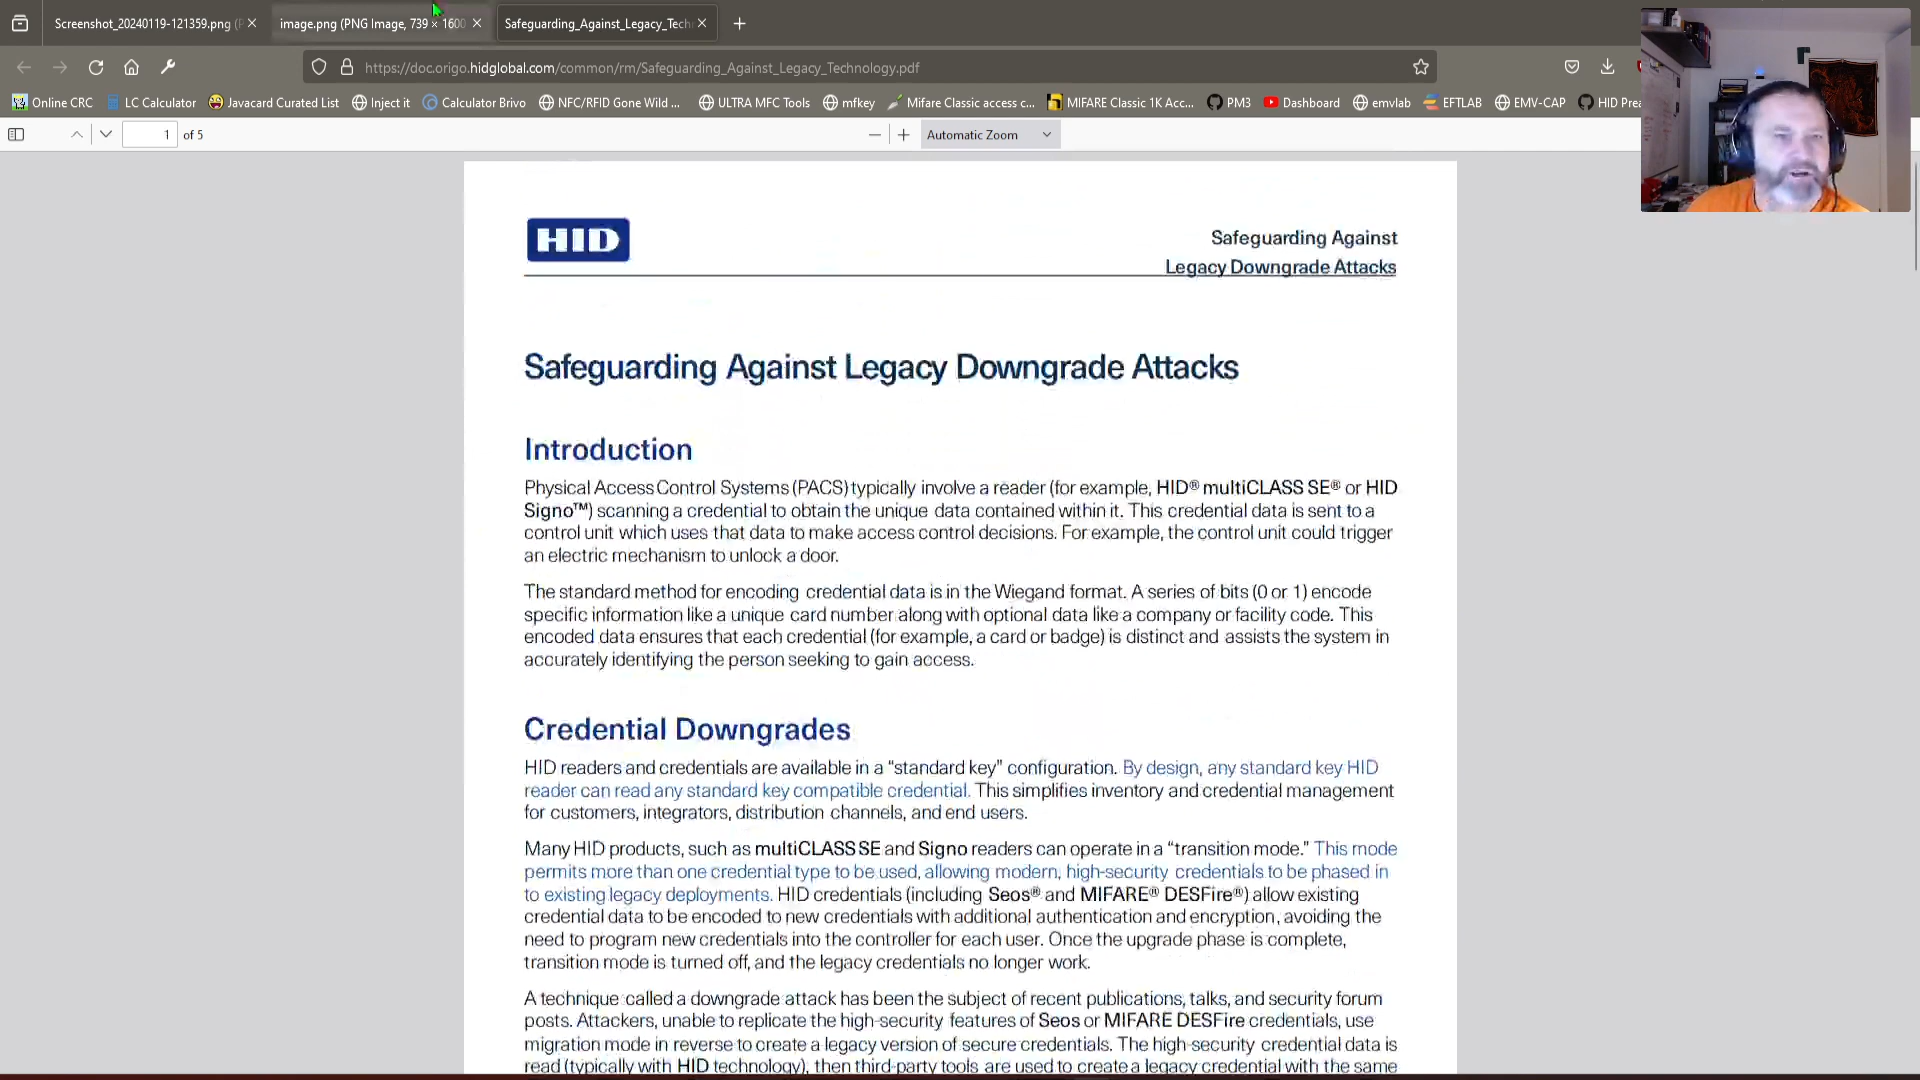 Screenshot_20240119-121359.png (P
image.png (PNG Image, 739 × 1600
Safeguarding_Against_Legacy_Tech
https://doc.origo.hidglobal.com/common/rm/Safeguarding_Against_Legacy_Technology.pdf
Online CRC
LC Calculator
Javacard Curated List
Inject it
Calculator Brivo
NFC/RFID Gone Wild ...
ULTRA MFC Tools
mfkey
Mifare Classic access c...
MIFARE Classic 1K Acc...
PM3
Dashboard
emvlab
EFTLAB
EMV-CAP
HID Prea
1 of 5
Automatic Zoom
HID
Safeguarding Against
Legacy Downgrade Attacks
Safeguarding Against Legacy Downgrade Attacks
Introduction
Physical Access Control Systems (PACS) typically involve a reader (for example, HID® multiCLASS SE® or HID
Signo™) scanning a credential to obtain the unique data contained within it. This credential data is sent to a
control unit which uses that data to make access control decisions. For example, the control unit could trigger
an electric mechanism to unlock a door.
The standard method for encoding credential data is in the Wiegand format. A series of bits (0 or 1) encode
specific information like a unique card number along with optional data like a company or facility code. This
encoded data ensures that each credential (for example, a card or badge) is distinct and assists the system in
accurately identifying the person seeking to gain access.
Credential Downgrades
HID readers and credentials are available in a “standard key” configuration. By design, any standard key HID
reader can read any standard key compatible credential. This simplifies inventory and credential management
for customers, integrators, distribution channels, and end users.
Many HID products, such as multiCLASS SE and Signo readers can operate in a “transition mode.” This mode
permits more than one credential type to be used, allowing modern, high-security credentials to be phased in
to existing legacy deployments. HID credentials (including Seos® and MIFARE® DESFire®) allow existing
credential data to be encoded to new credentials with additional authentication and encryption, avoiding the
need to program new credentials into the controller for each user. Once the upgrade phase is complete,
transition mode is turned off, and the legacy credentials no longer work.
A technique called a downgrade attack has been the subject of recent publications, talks, and security forum
posts. Attackers, unable to replicate the high-security features of Seos or MIFARE DESFire credentials, use
migration mode in reverse to create a legacy version of secure credentials. The high-security credential data is
read (typically with HID technology), then third-party tools are used to create a legacy credential with the same